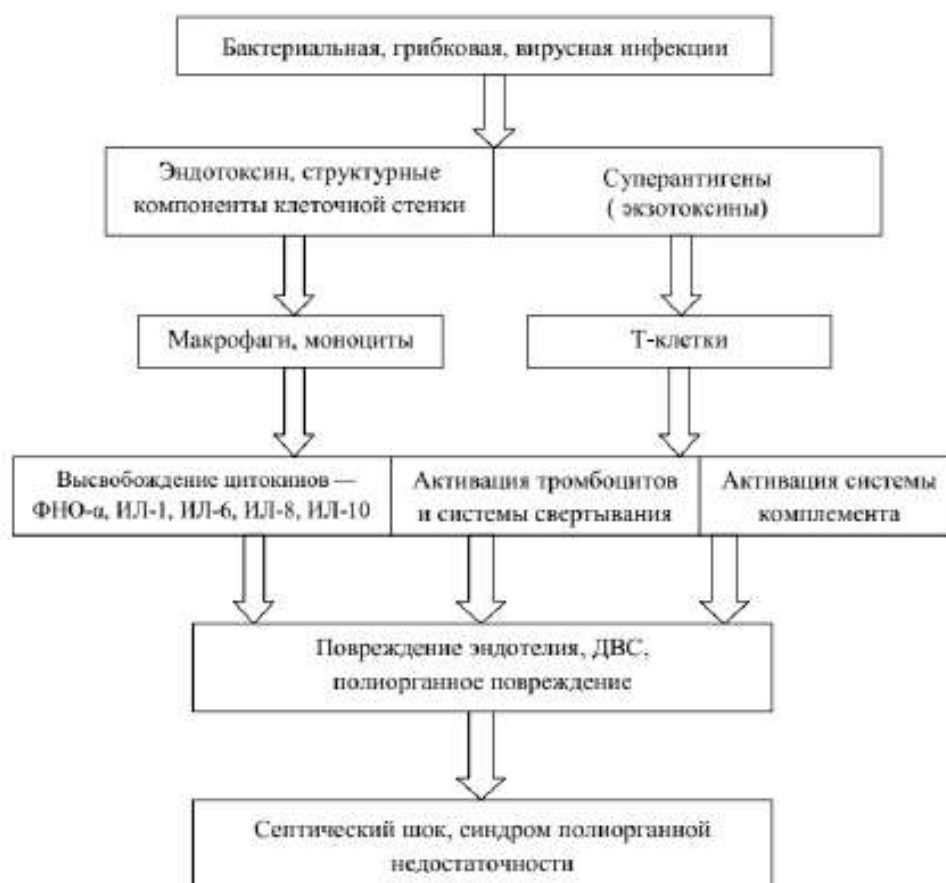 Бактериальная, грибковая, вирусная инфекции
Эндотоксин, структурные
компоненты клеточной стенки
Суперантигены
( экзотоксины)
Макрофаги, моноциты
Т-клетки
Высвобождение цитокинов —
ФНО-α, ИЛ-1, ИЛ-6, ИЛ-8, ИЛ-10
Активация тромбоцитов
и системы свертывания
Активация системы
комплемента
Повреждение эндотелия, ДВС,
полиорганное повреждение
Септический шок, синдром полиорганной
недостаточности